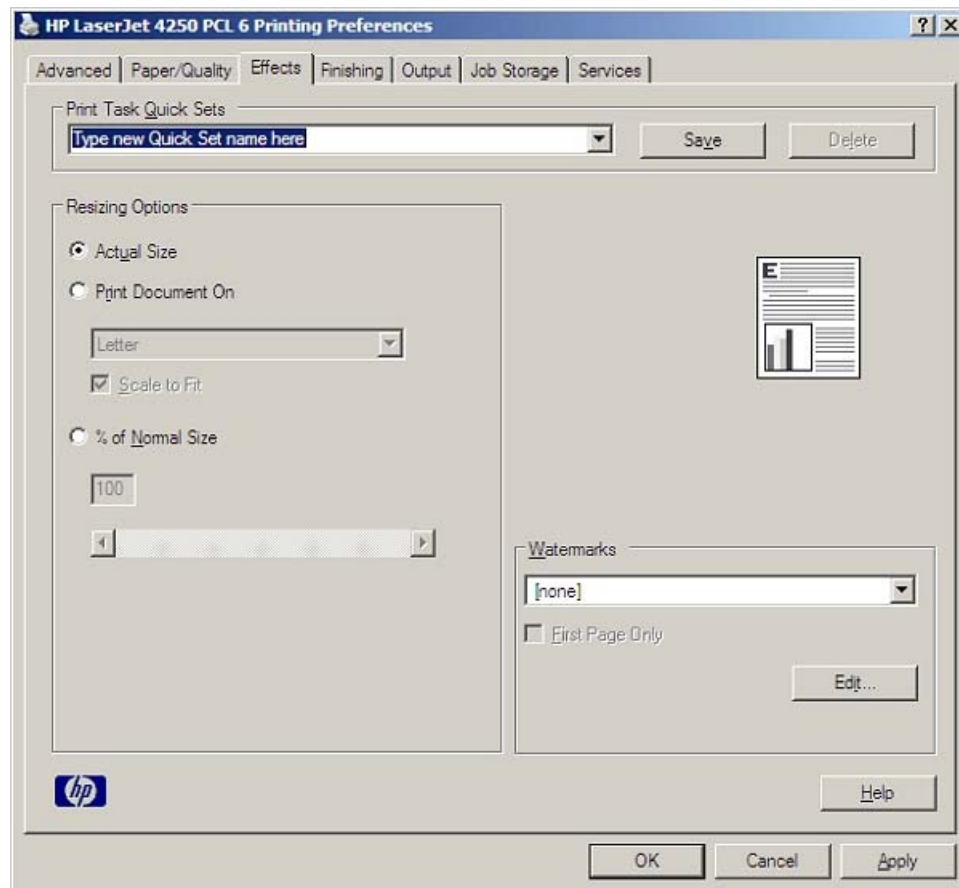 HP LaserJet 4250 PCL 6 Printing Preferences
Advanced Paper/Quality Effects Finishing Output Job Storage Services
Print Task Quick Sets
Type new Quick Set name here Save Delete
Resizing Options
Actual Size
Print Document On
Letter
Scale to Fit
% of Normal Size
100
E
Watermarks
[none]
First Page Only
Edit...
hp
Help
OK Cancel Apply